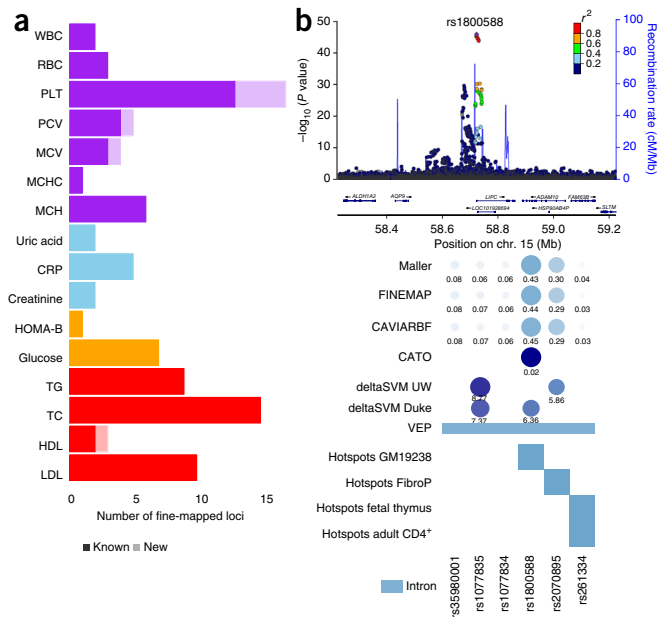 a
WBC
RBC
PLT
PCV
MCV
MCHC
MCH
Uric acid
CRP
Creatinine
HOMA-B
Glucose
TG
TC
HDL
LDL
0 5 10 15
Number of fine-mapped loci
Known New
b
rs1800588
r²
0.8
0.6
0.4
0.2
50
40
30
20
10
0
–log₁₀ (P value)
100
80
60
40
20
0
Recombination rate (cM/Mb)
ALDH1A2 AQP9 LIPC ADAM10 FAM63B
LOC101928694 HSP90AB4P SLTM
58.4 58.6 58.8 59.0 59.2
Position on chr. 15 (Mb)
Maller
0.08 0.06 0.06 0.43 0.30 0.04
FINEMAP
0.08 0.07 0.06 0.44 0.29 0.03
CAVIARBF
0.08 0.07 0.06 0.45 0.29 0.03
CATO
0.02
deltaSVM UW
5.86
deltaSVM Duke
7.37 6.36
VEP
Hotspots GM19238
Hotspots FibroP
Hotspots fetal thymus
Hotspots adult CD4⁺
Intron
rs35980001
rs1077835
rs1077834
rs1800588
rs2070895
rs261334